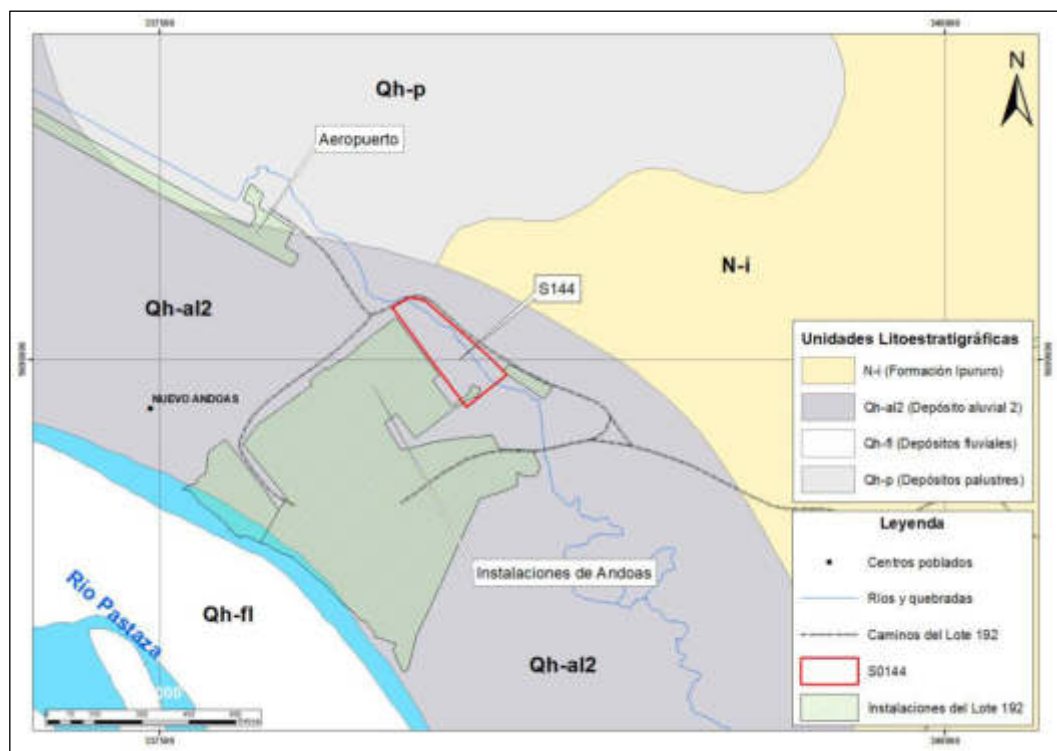 337500
N
Qh-p
Aeropuerto
N-i
S144
Qh-al2
NUEVO ANDOAS
Unidades Litoestratigráficas
N-i (Formación Ipururo)
Qh-al2 (Depósito aluvial 2)
Qh-fl (Depósitos fluviales)
Qh-p (Depósitos palustres)
Instalaciones de Andoas
Leyenda
Centros poblados
Ríos y quebradas
Caminos del Lote 192
S0144
Instalaciones del Lote 192
Río Pastaza
Qh-fl
Qh-al2
337500